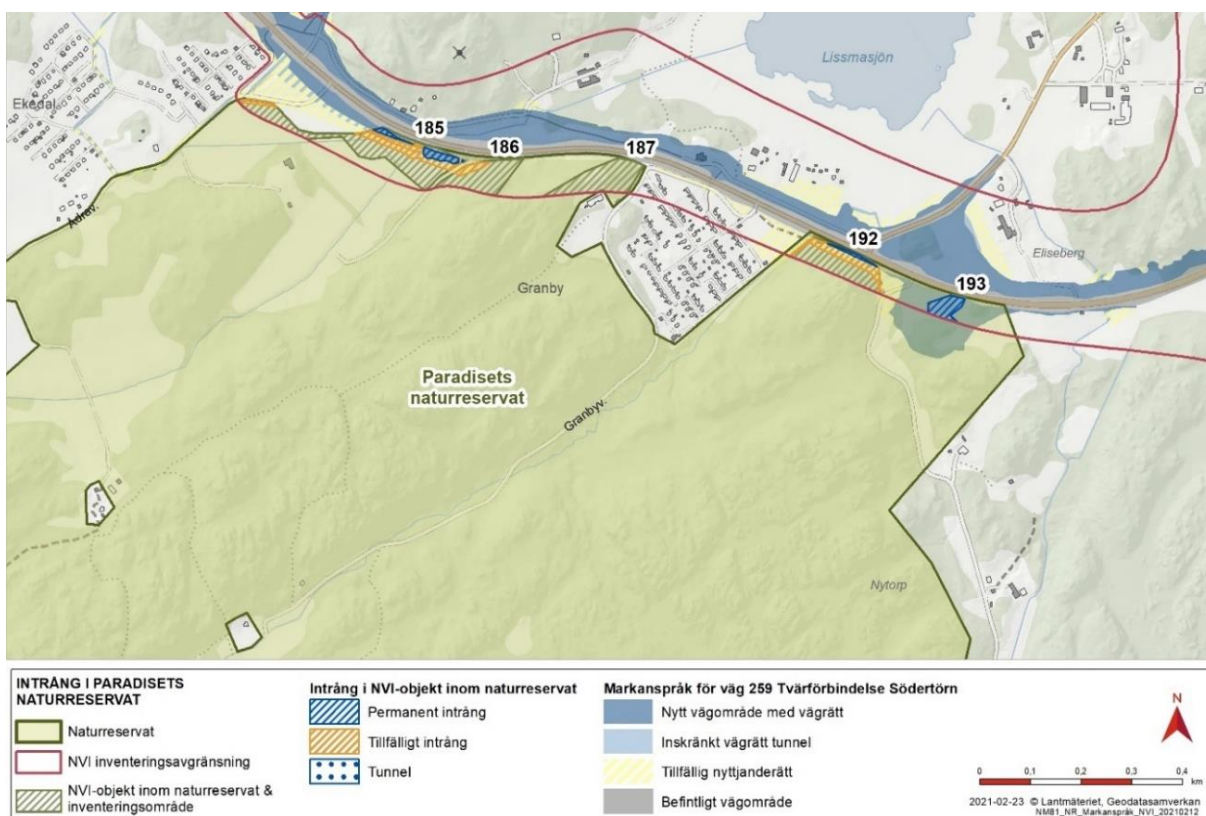 Lissmasjön
Ekedal
185
186
187
Ådrav.
192
Eliseberg
193
Granby
Paradisets
naturreservat
Granbyv.
Nytorp
INTRÅNG I PARADISETS
NATURRESERVAT
Naturreservat
NVI inventeringsavgränsning
NVI-objekt inom naturreservat &
inventeringsområde
Intrång i NVI-objekt inom naturreservat
Permanent intrång
Tillfälligt intrång
Tunnel
Markanspråk för väg 259 Tvärförbindelse Södertörn
Nytt vägområde med vägrätt
Inskränkt vägrätt tunnel
Tillfällig nyttjanderätt
Befintligt vägområde
N
0 0,1 0,2 0,3 0,4
km
2021-02-23 © Lantmäteriet, Geodatasamverkan
NM81_NR_Markanspråk_NVI_20210212